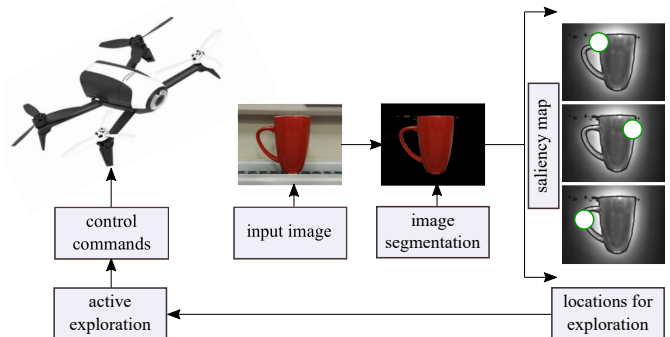 control
commands
input image
image
segmentation
saliency map
active
exploration
locations for
exploration